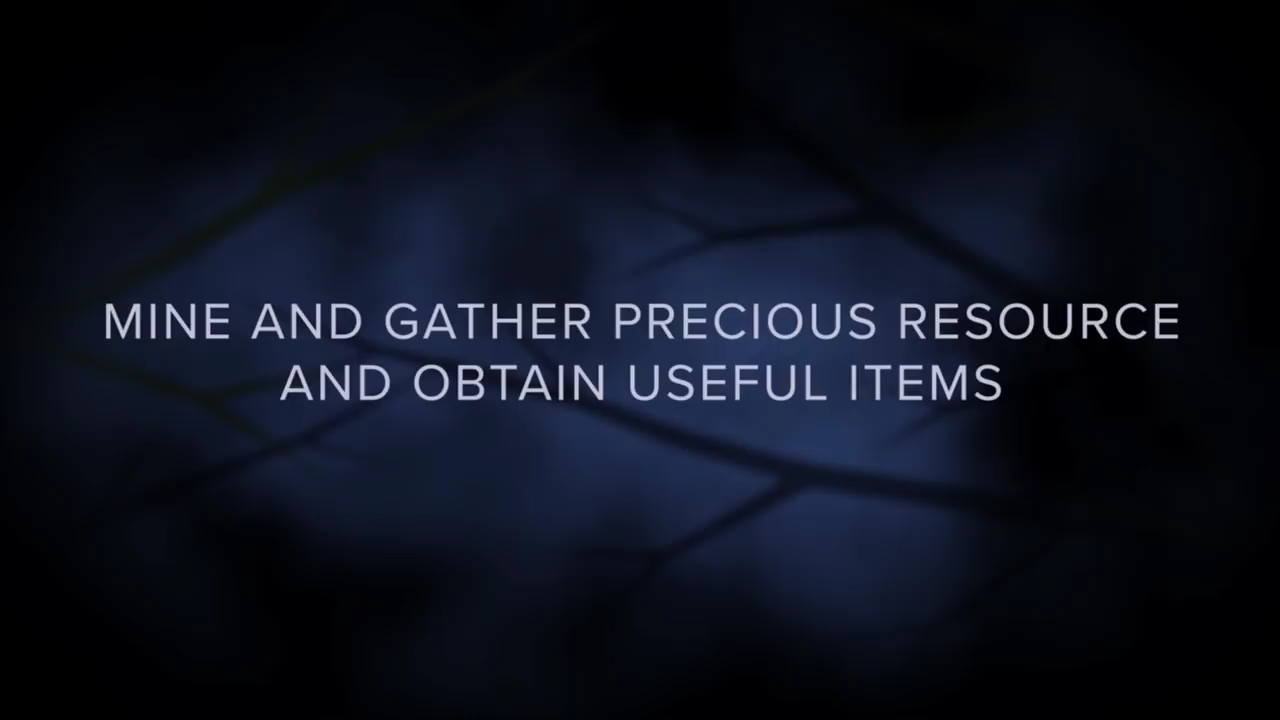 MINE AND GATHER PRECIOUS RESOURCE
AND OBTAIN USEFUL ITEMS